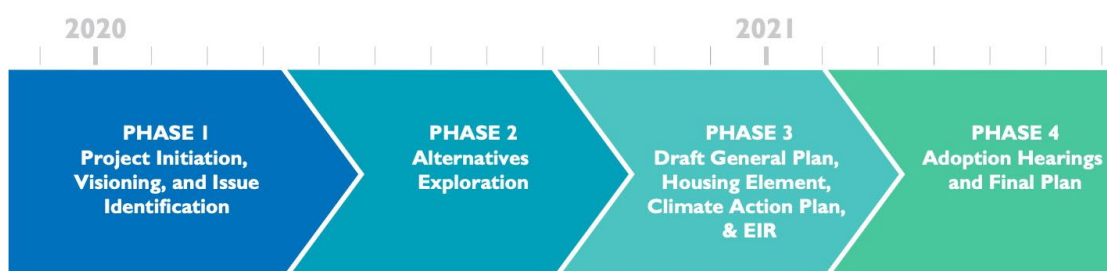 2020
2021
PHASE 1
Project Initiation,
Visioning, and Issue
Identification
PHASE 2
Alternatives
Exploration
PHASE 3
Draft General Plan,
Housing Element,
Climate Action Plan,
& EIR
PHASE 4
Adoption Hearings
and Final Plan